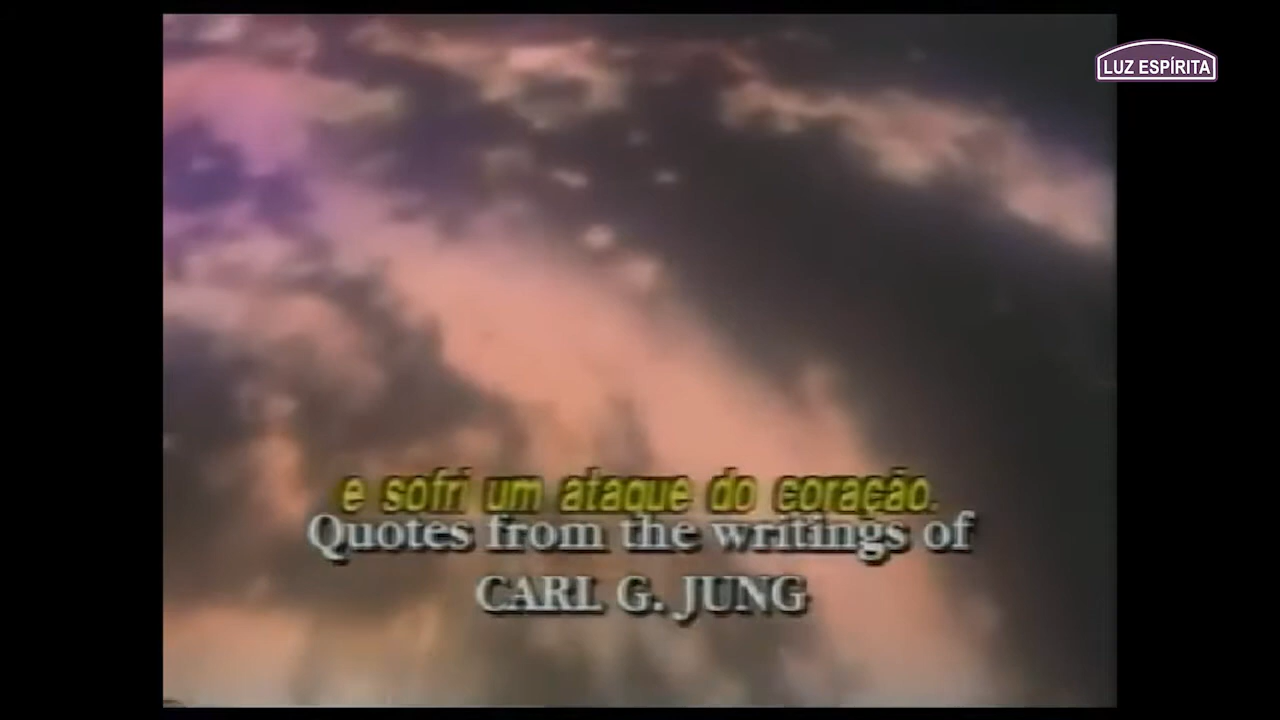 LUZ ESPÍRITA
e sofri um ataque do coração.
Quotes from the writings of
CARL G. JUNG